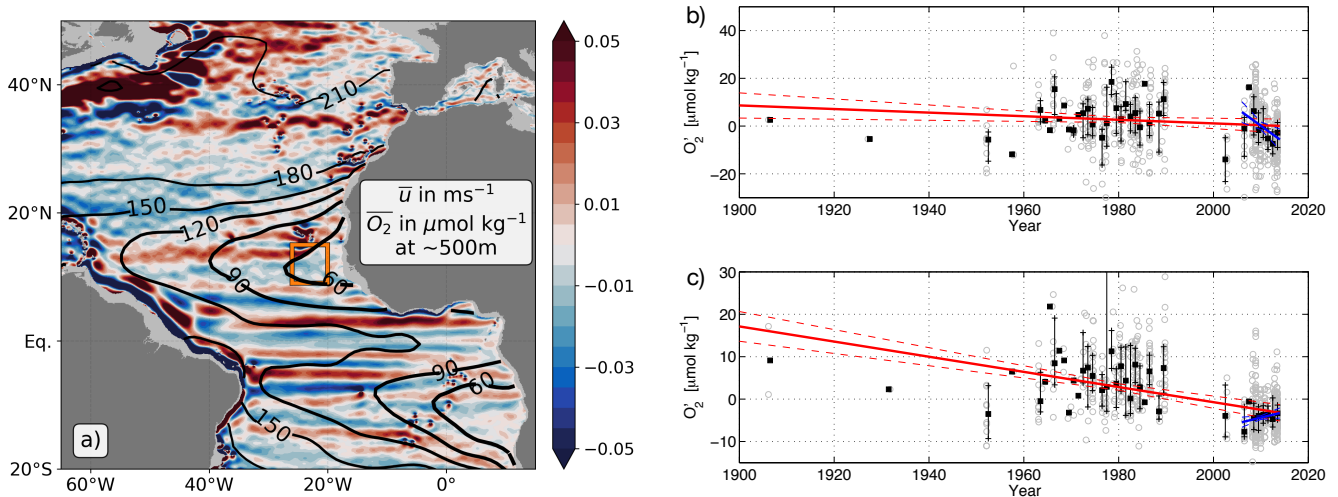 40°N
20°N
Eq.
20°S
60°W
40°W
20°W
0°
210
180
150
120
90
60
90
60
150
u̅ in ms⁻¹
O̅₂̅ in μmol kg⁻¹
at ~500m
a)
0.05
0.03
0.01
−0.01
−0.03
−0.05
b)
O₂' [μmol kg⁻¹]
40
20
0
−20
1900
1920
1940
1960
1980
2000
2020
Year
c)
O₂' [μmol kg⁻¹]
30
20
10
0
−10
1900
1920
1940
1960
1980
2000
2020
Year